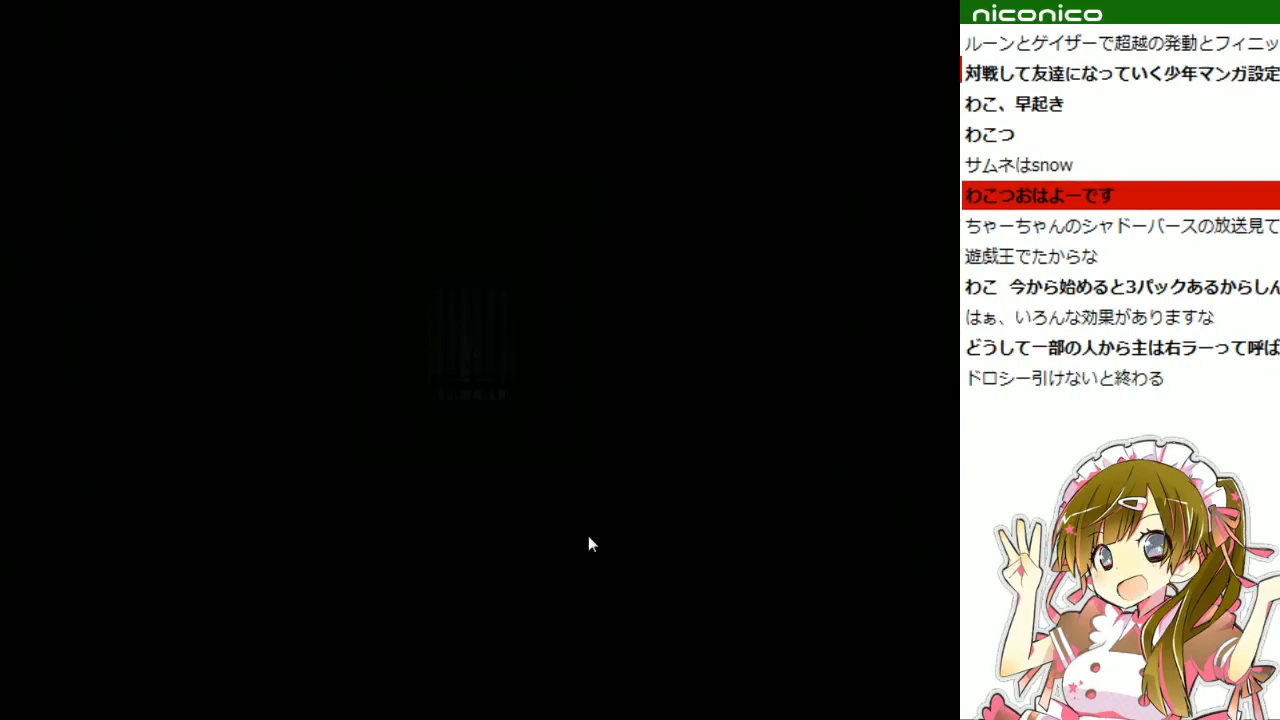 niconico
ルーンとゲイザーで超越の発動とフィニッ
対戦して友達になっていく少年マンガ設定
わこ、早起き
わこつ
サムネはsnow
わこつおはよーです
ちゃーちゃんのシャドーバースの放送見て
遊戯王でたからな
わこ 今から始めると3パックあるからしん
はぁ、いろんな効果がありますな
どうして一部の人から主は右ラーって呼ば
ドロシー引けないと終わる